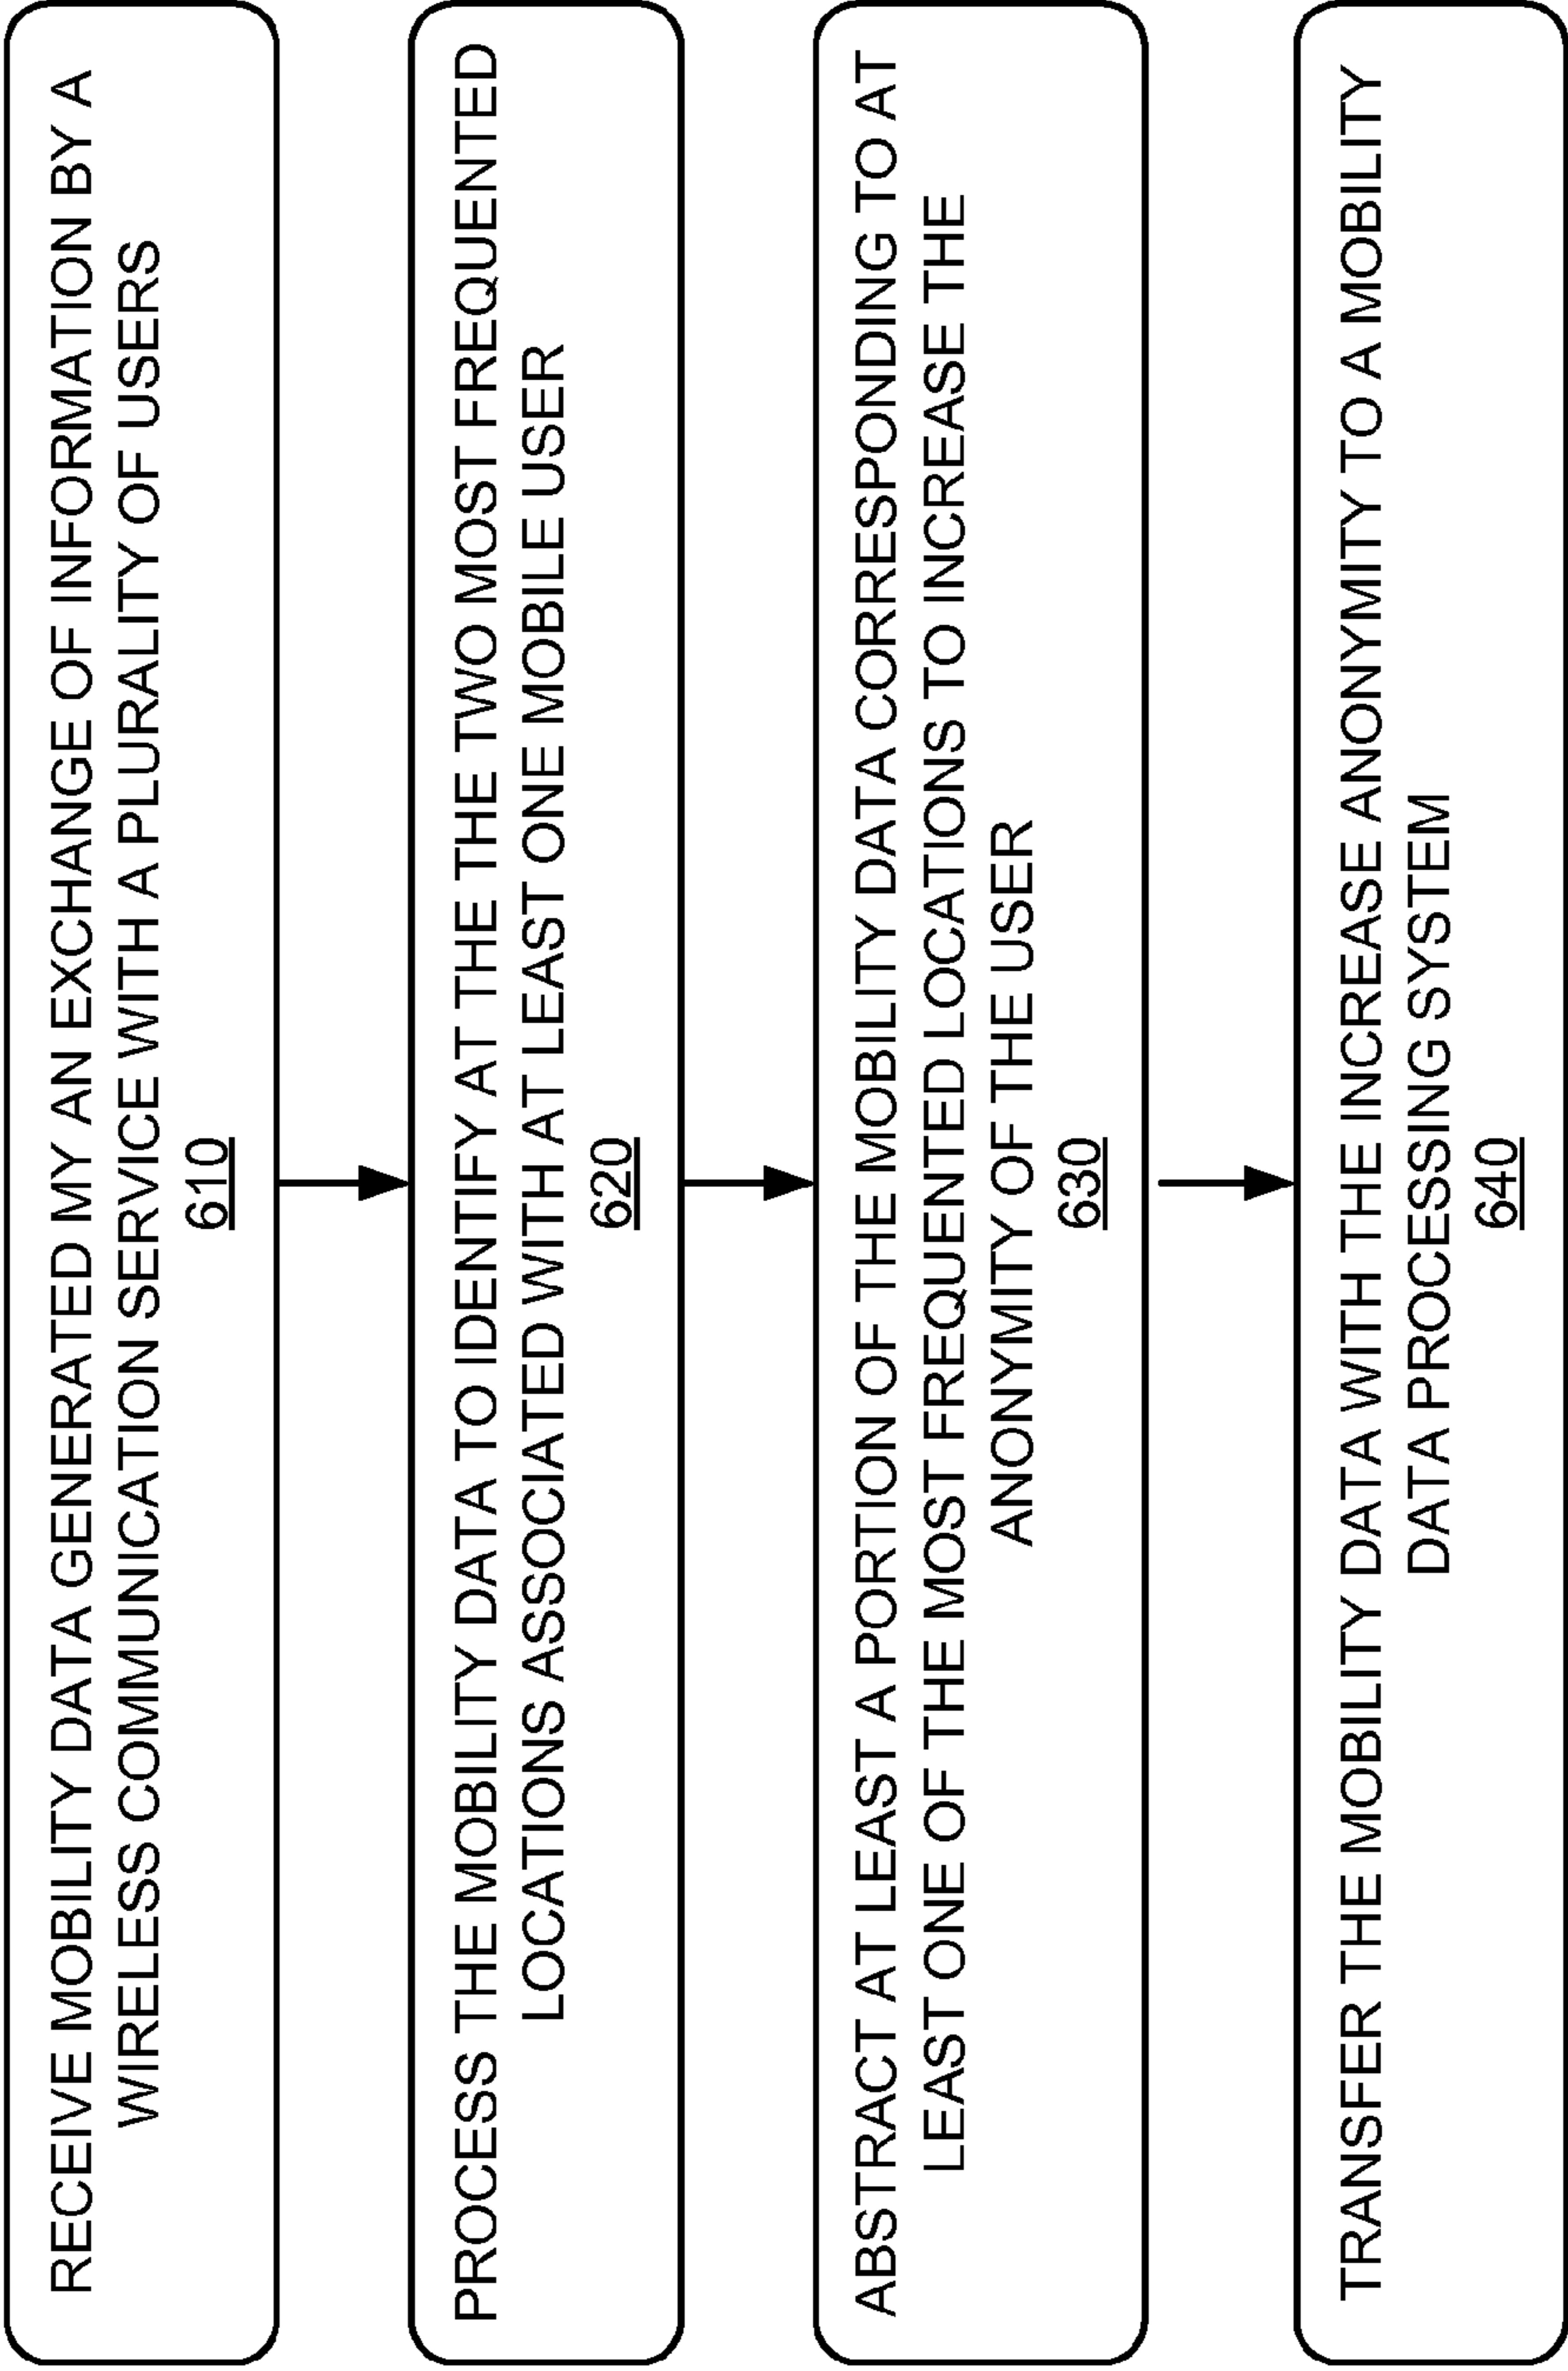 RECEIVE MOBILITY DATA GENERATED MY AN EXCHANGE OF INFORMATION BY A
WIRELESS COMMUNICATION SERVICE WITH A PLURALITY OF USERS
610
PROCESS THE MOBILITY DATA TO IDENTIFY AT THE THE TWO MOST FREQUENTED
LOCATIONS ASSOCIATED WITH AT LEAST ONE MOBILE USER
620
ABSTRACT AT LEAST A PORTION OF THE MOBILITY DATA CORRESPONDING TO AT
LEAST ONE OF THE MOST FREQUENTED LOCATIONS TO INCREASE THE
ANONYMITY OF THE USER
630
TRANSFER THE MOBILITY DATA WITH THE INCREASE ANONYMITY TO A MOBILITY
DATA PROCESSING SYSTEM
640